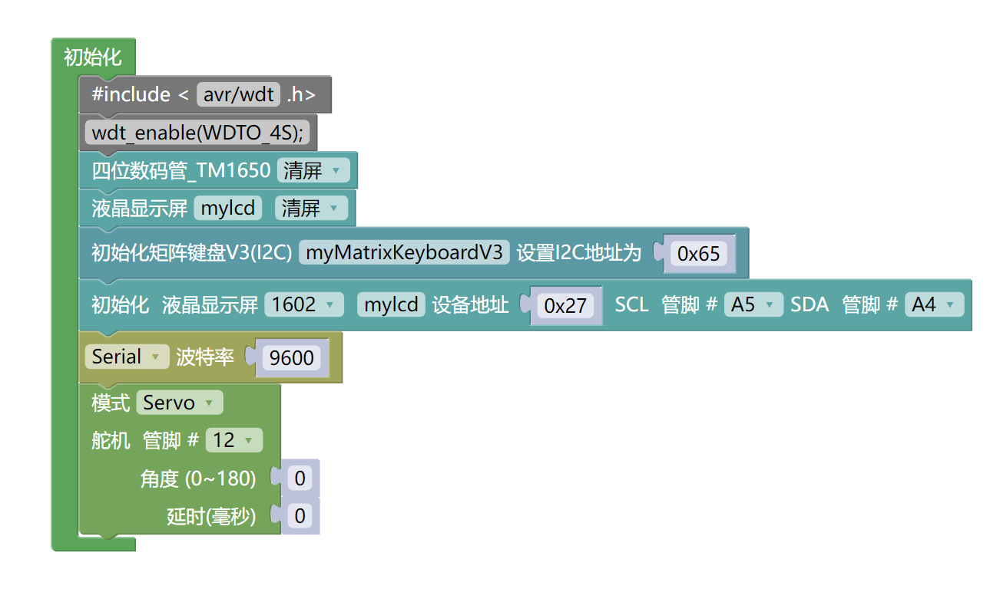 初始化
#include < avr/wdt .h>
wdt_enable(WDTO_4S);
四位数码管_TM1650 清屏
液晶显示屏 mylcd 清屏
初始化矩阵键盘V3(I2C) myMatrixKeyboardV3 设置I2C地址为 0x65
初始化 液晶显示屏 1602 mylcd 设备地址 0x27 SCL 管脚 # A5 SDA 管脚 # A4
Serial 波特率 9600
模式 Servo
舵机 管脚 # 12
角度 (0~180) 0
延时(毫秒) 0